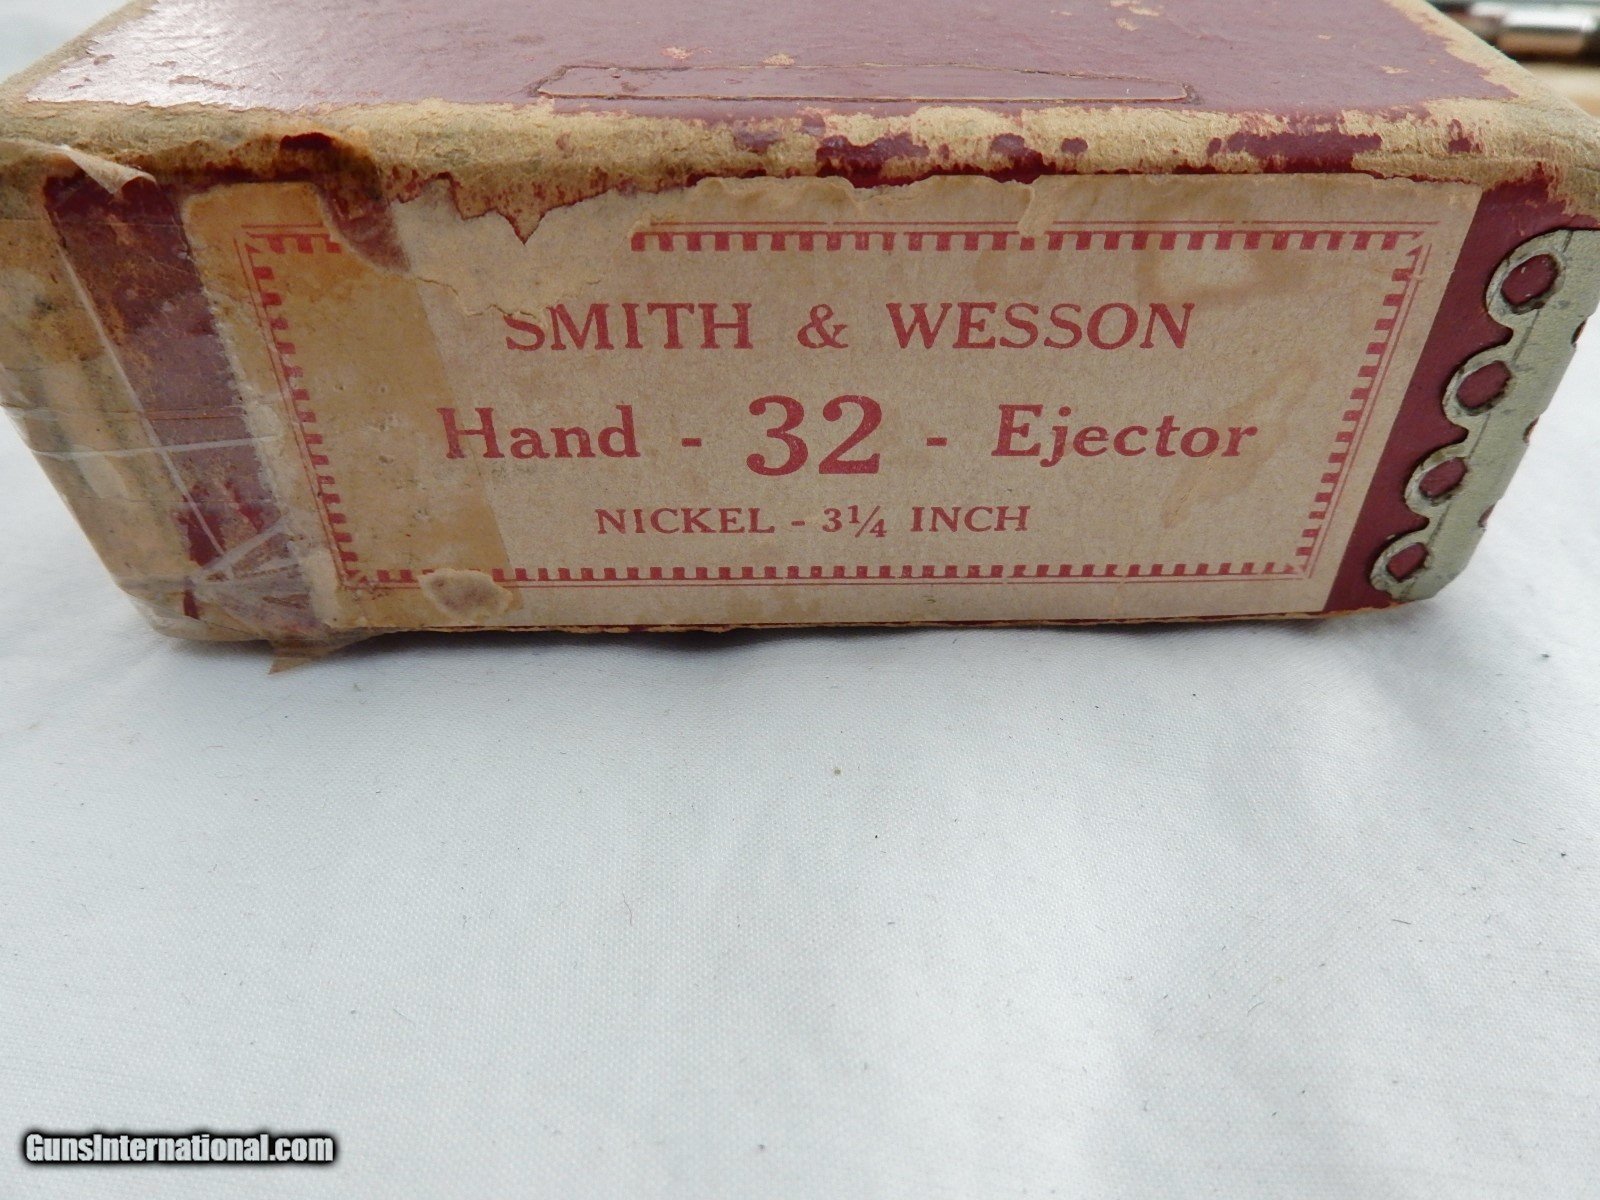 SMITH & WESSON
Hand - 32 - Ejector
NICKEL - 3¼ INCH
GunsInternational.com